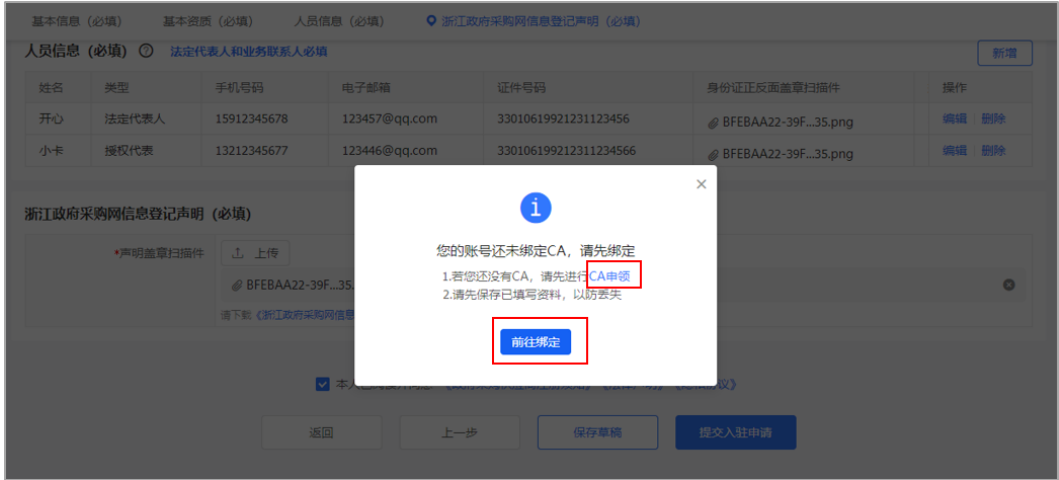 基本信息（必填） 基本资质（必填） 人员信息（必填） 浙江政府采购网信息登记声明（必填）
人员信息（必填） ? 法定代表人和业务联系人必填 新增
姓名 类型 手机号码 电子邮箱 证件号码 身份证正反面盖章扫描件 操作
开心 法定代表人 15912345678 123457@qq.com 33010619921231123456 BFEBAA22-39F...35.png 编辑 删除
小卡 授权代表 13212345677 123446@qq.com 330106199212311234566 BFEBAA22-39F...35.png 编辑 删除
浙江政府采购网信息登记声明（必填）
*声明盖章扫描件 上传
BFEBAA22-39F...35.
请下载《浙江政府采购网信息
您的账号还未绑定CA，请先绑定
1.若您还没有CA，请先进行CA申领
2.请先保存已填写资料，以防丢失
前往绑定
返回 上一步 保存草稿 提交入驻申请